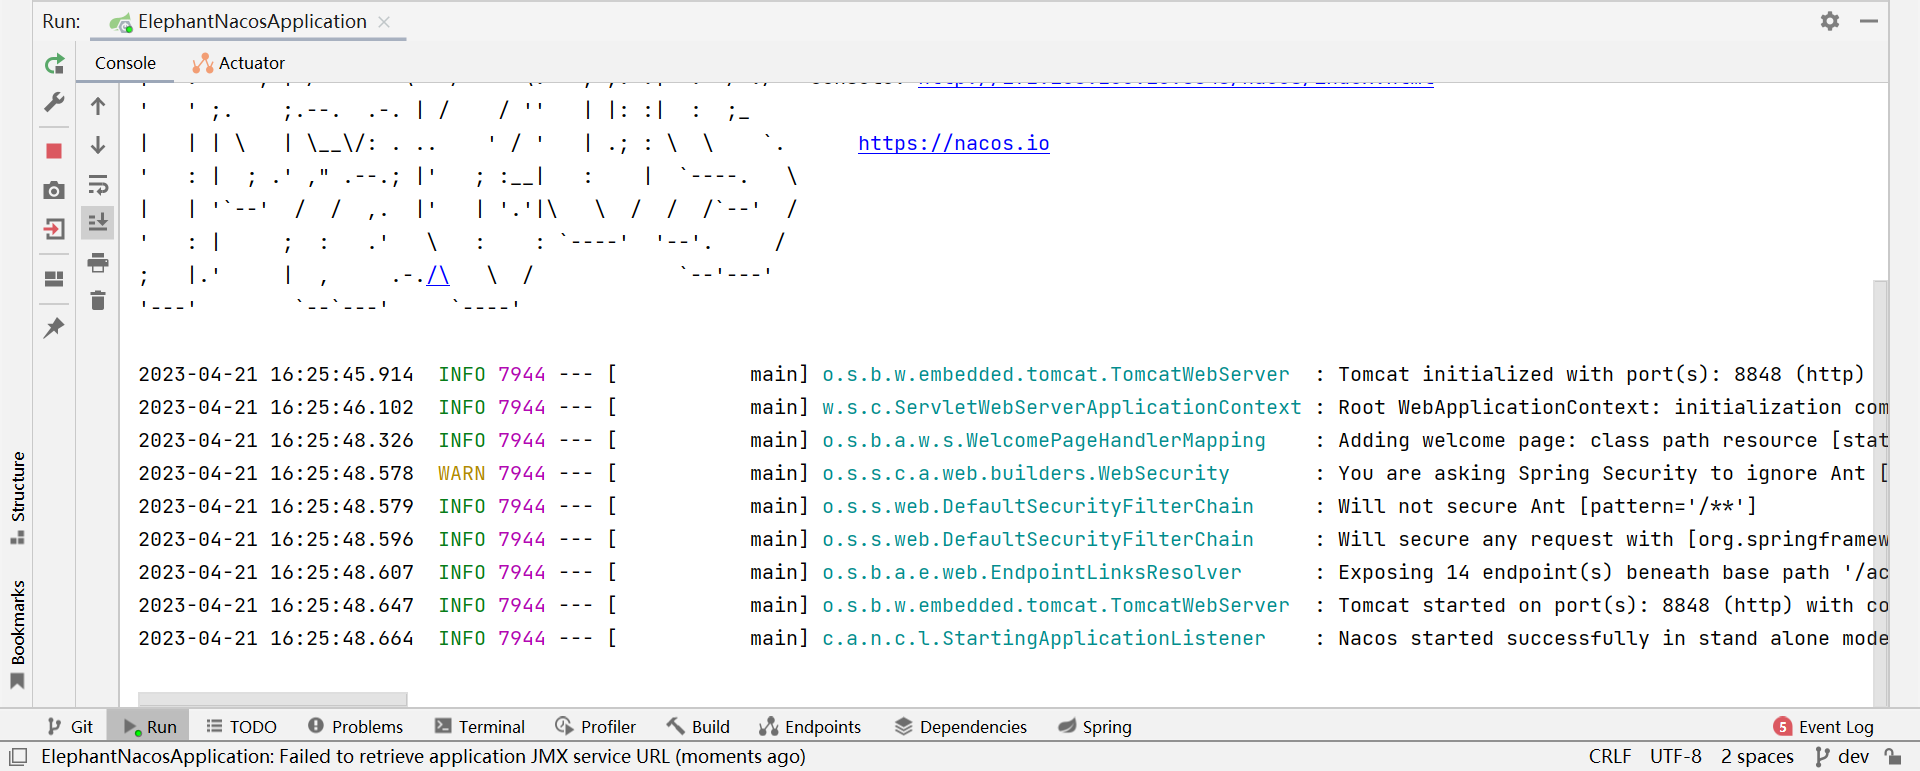 Run: ElephantNacosApplication
Console Actuator
' ' ;. ;.--. .-. | / / '' | |: :| : ;_
| | | \ | \__\/: . .. ' / ' | .; : \ \ `. https://nacos.io
' : | ; .' ," .--.; |' ; :__| : | `----. \
| | '`--' / / ,. |' | '.'|\ \ / / /`--' /
' : | ; : .' \ : : `----' '--'. /
; |.' | , .-./\ \ / `--'---'
'---' `--`---' `----'
2023-04-21 16:25:45.914 INFO 7944 --- [ main] o.s.b.w.embedded.tomcat.TomcatWebServer : Tomcat initialized with port(s): 8848 (http)
2023-04-21 16:25:46.102 INFO 7944 --- [ main] w.s.c.ServletWebServerApplicationContext : Root WebApplicationContext: initialization com
2023-04-21 16:25:48.326 INFO 7944 --- [ main] o.s.b.a.w.s.WelcomePageHandlerMapping : Adding welcome page: class path resource [stat
2023-04-21 16:25:48.578 WARN 7944 --- [ main] o.s.s.c.a.web.builders.WebSecurity : You are asking Spring Security to ignore Ant [
2023-04-21 16:25:48.579 INFO 7944 --- [ main] o.s.s.web.DefaultSecurityFilterChain : Will not secure Ant [pattern='/**']
2023-04-21 16:25:48.596 INFO 7944 --- [ main] o.s.s.web.DefaultSecurityFilterChain : Will secure any request with [org.springframew
2023-04-21 16:25:48.607 INFO 7944 --- [ main] o.s.b.a.e.web.EndpointLinksResolver : Exposing 14 endpoint(s) beneath base path '/ac
2023-04-21 16:25:48.647 INFO 7944 --- [ main] o.s.b.w.embedded.tomcat.TomcatWebServer : Tomcat started on port(s): 8848 (http) with co
2023-04-21 16:25:48.664 INFO 7944 --- [ main] c.a.n.c.l.StartingApplicationListener : Nacos started successfully in stand alone mode
Structure
Bookmarks
Git Run TODO Problems Terminal Profiler Build Endpoints Dependencies Spring 5 Event Log
ElephantNacosApplication: Failed to retrieve application JMX service URL (moments ago) CRLF UTF-8 2 spaces dev